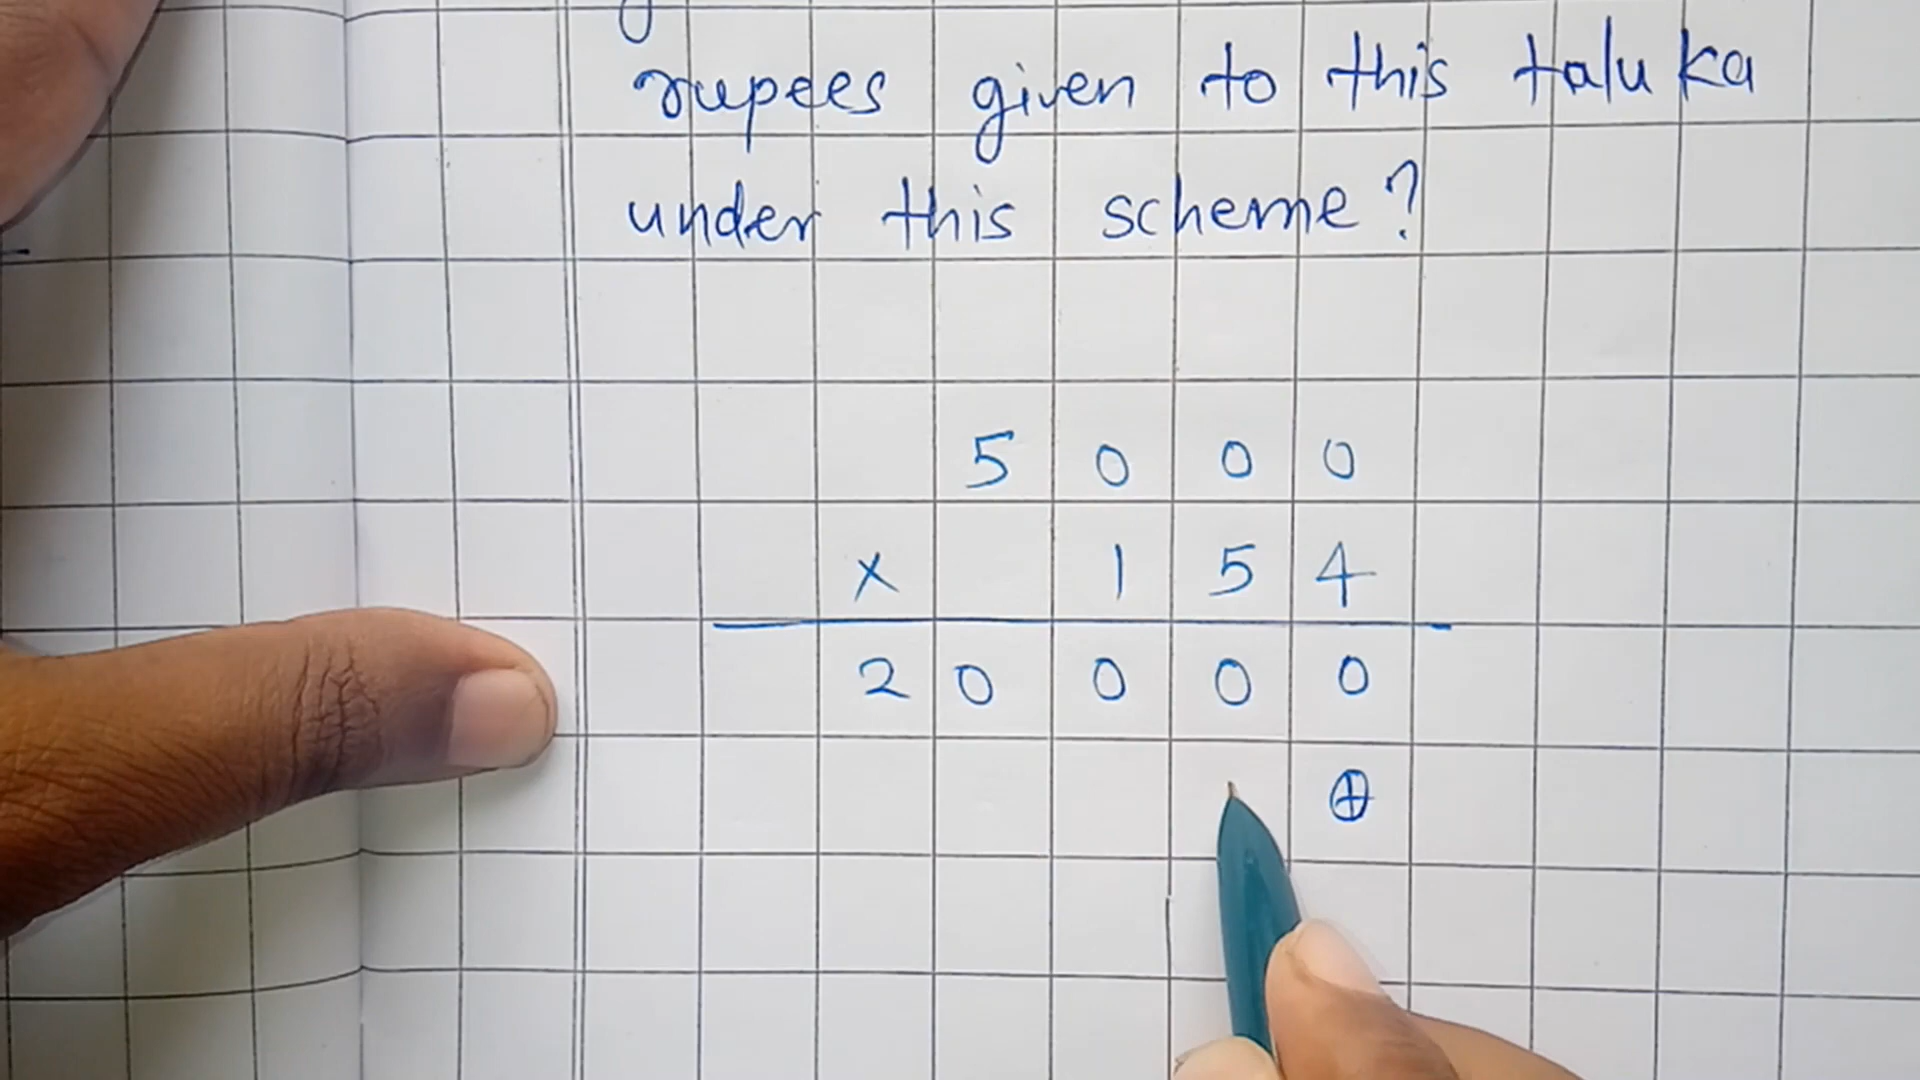 rupees given to this taluka
under this scheme?
5 0 0 0
× 1 5 4
2 0 0 0 0
⊕